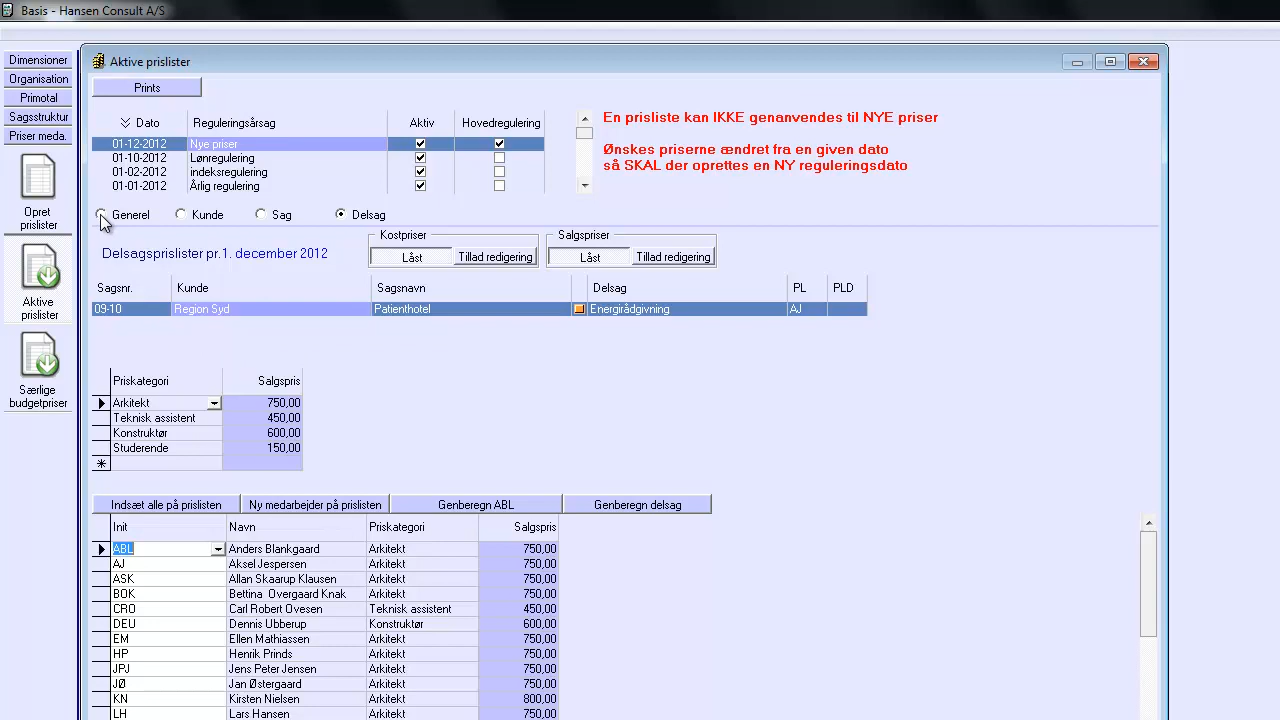 Basis - Hansen Consult A/S
Dimensioner
Organisation
Primotal
Sagsstruktur
Priser meda.
Opret
prislister
Aktive
prislister
Særlige
budgetpriser
Aktive prislister
Prints
Dato Reguleringsårsag Aktiv Hovedregulering
01-12-2012 Nye priser
01-10-2012 Lønregulering
01-02-2012 indeksregulering
01-01-2012 Årlig regulering
En prisliste kan IKKE genanvendes til NYE priser
Ønskes priserne ændret fra en given dato
så SKAL der oprettes en NY reguleringsdato
Generel Kunde Sag Delsag
Delsagsprislister pr.1. december 2012
Kostpriser
Låst Tillad redigering
Salgspriser
Låst Tillad redigering
Sagsnr. Kunde Sagsnavn Delsag PL PLD
09-10 Region Syd Patienthotel Energirådgivning AJ
Priskategori Salgspris
Arkitekt 750,00
Teknisk assistent 450,00
Konstruktør 600,00
Studerende 150,00
Indsæt alle på prislisten Ny medarbejder på prislisten Genberegn ABL Genberegn delsag
Init Navn Priskategori Salgspris
ABL Anders Blankgaard Arkitekt 750,00
AJ Aksel Jespersen Arkitekt 750,00
ASK Allan Skaarup Klausen Arkitekt 750,00
BOK Bettina Overgaard Knak Arkitekt 750,00
CRO Carl Robert Ovesen Teknisk assistent 450,00
DEU Dennis Ubberup Konstruktør 600,00
EM Ellen Mathiassen Arkitekt 750,00
HP Henrik Prinds Arkitekt 750,00
JPJ Jens Peter Jensen Arkitekt 750,00
JØ Jan Østergaard Arkitekt 750,00
KN Kirsten Nielsen Arkitekt 800,00
LH Lars Hansen Arkitekt 750,00